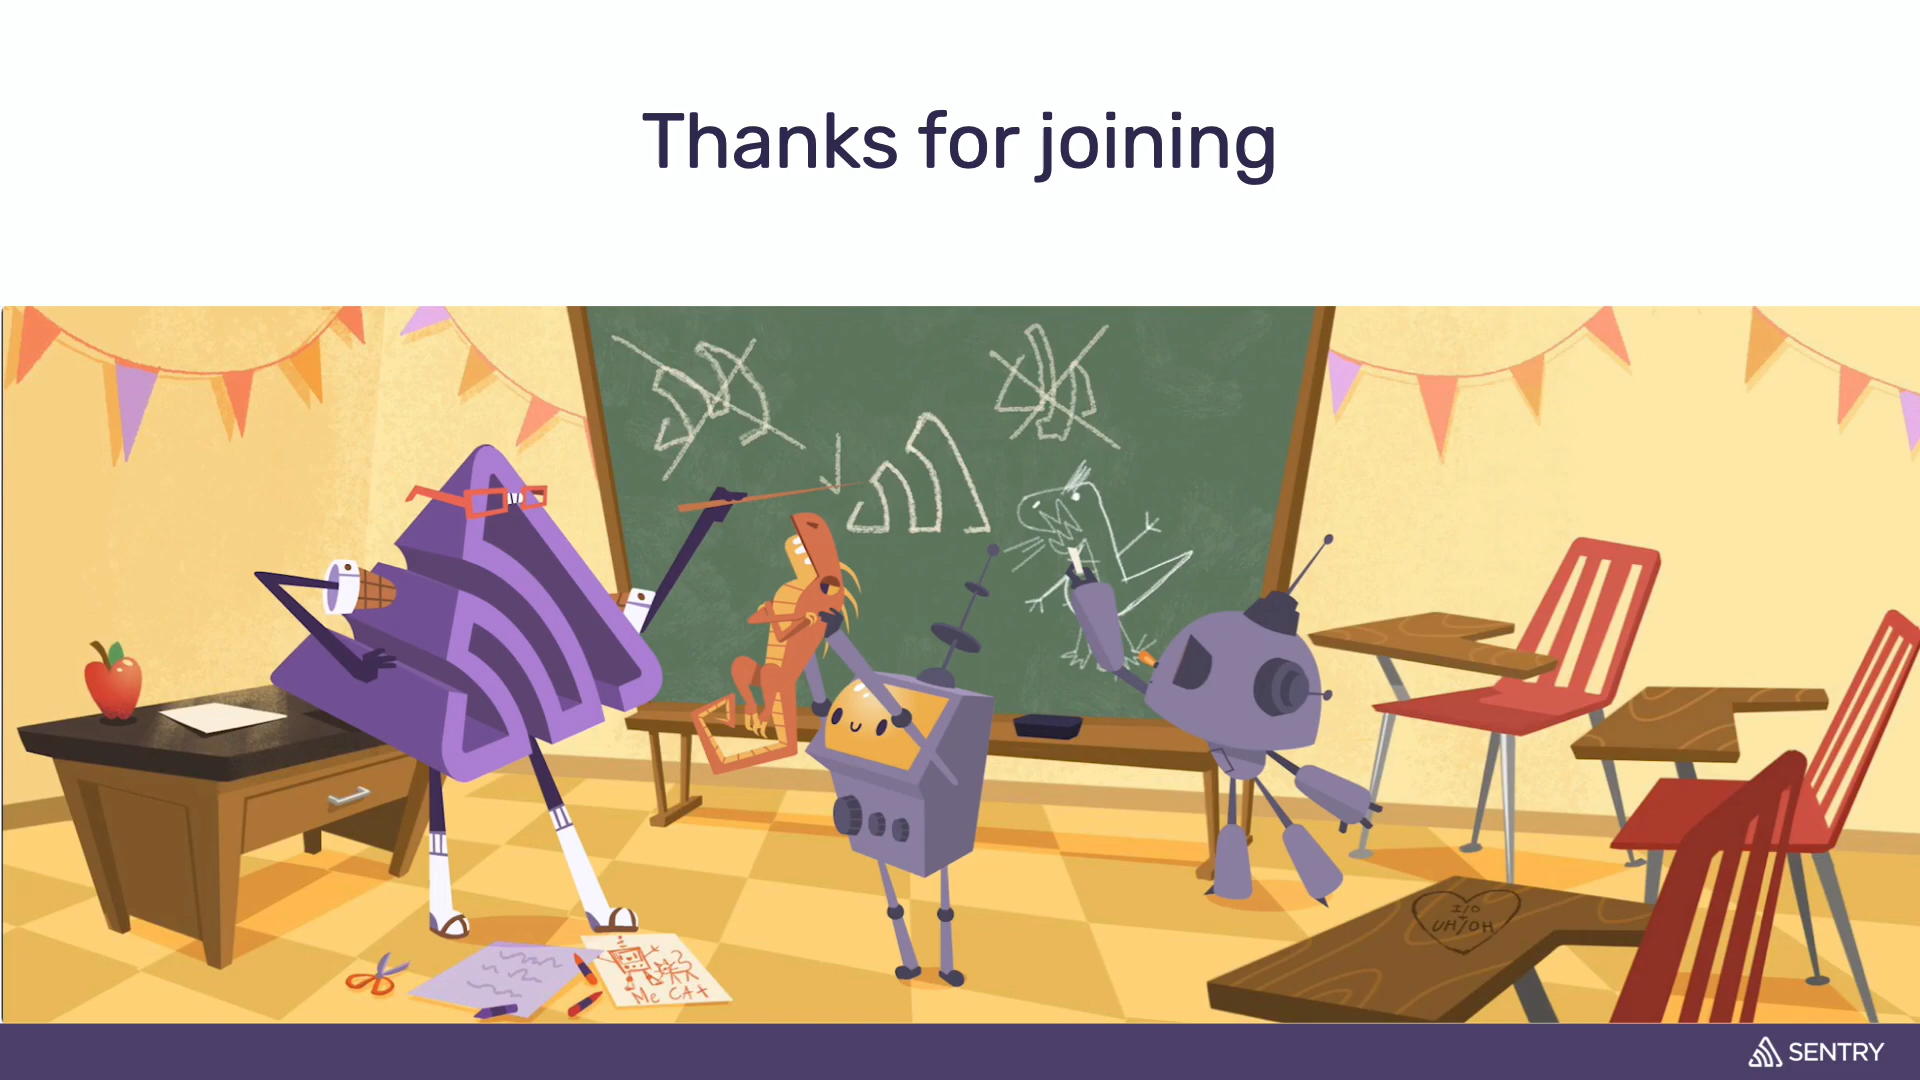 Thanks for joining
I/O
+
UH/OH
Me CAt
SENTRY